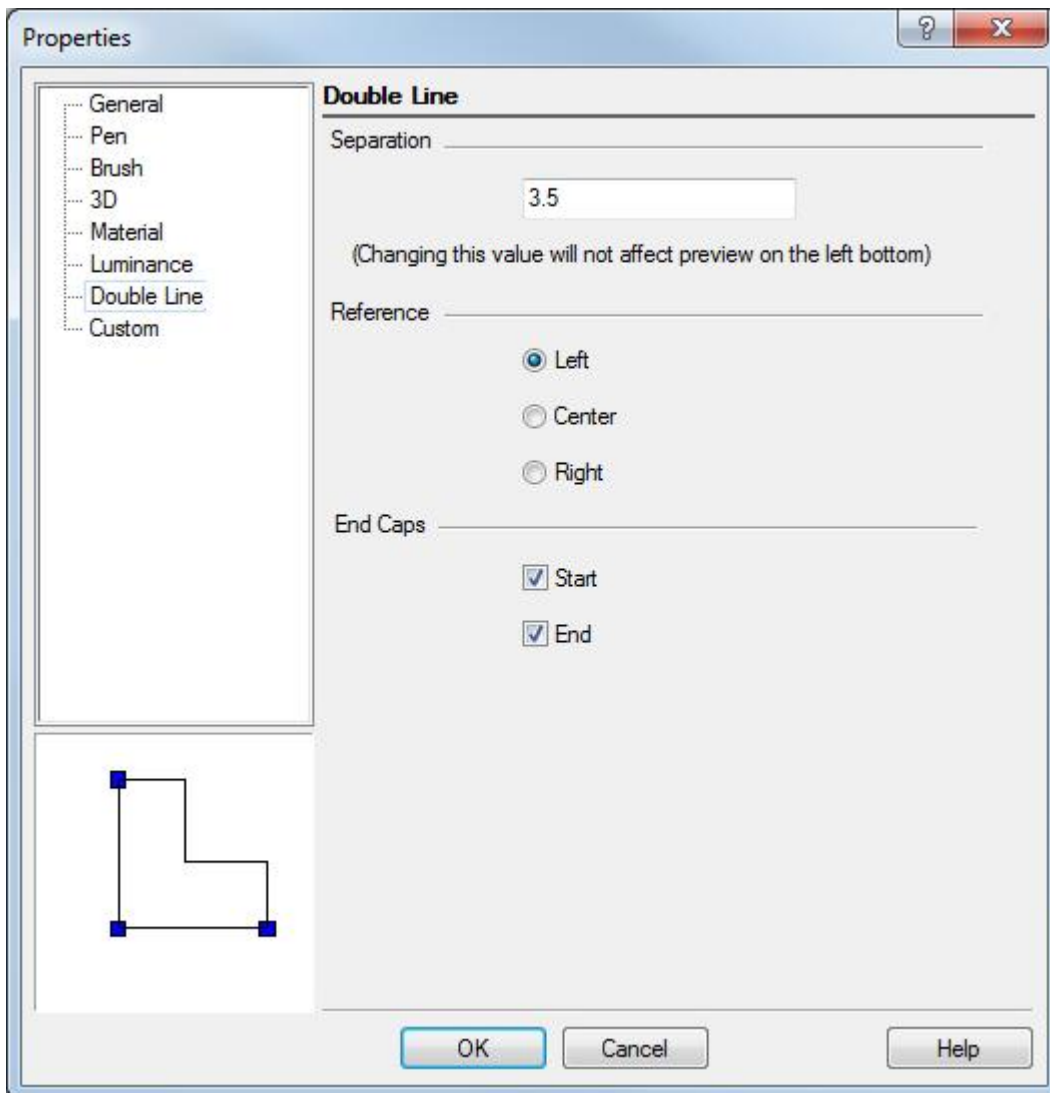 Properties
General
Pen
Brush
3D
Material
Luminance
Double Line
Custom
Double Line
Separation
3.5
(Changing this value will not affect preview on the left bottom)
Reference
Left
Center
Right
End Caps
Start
End
OK
Cancel
Help